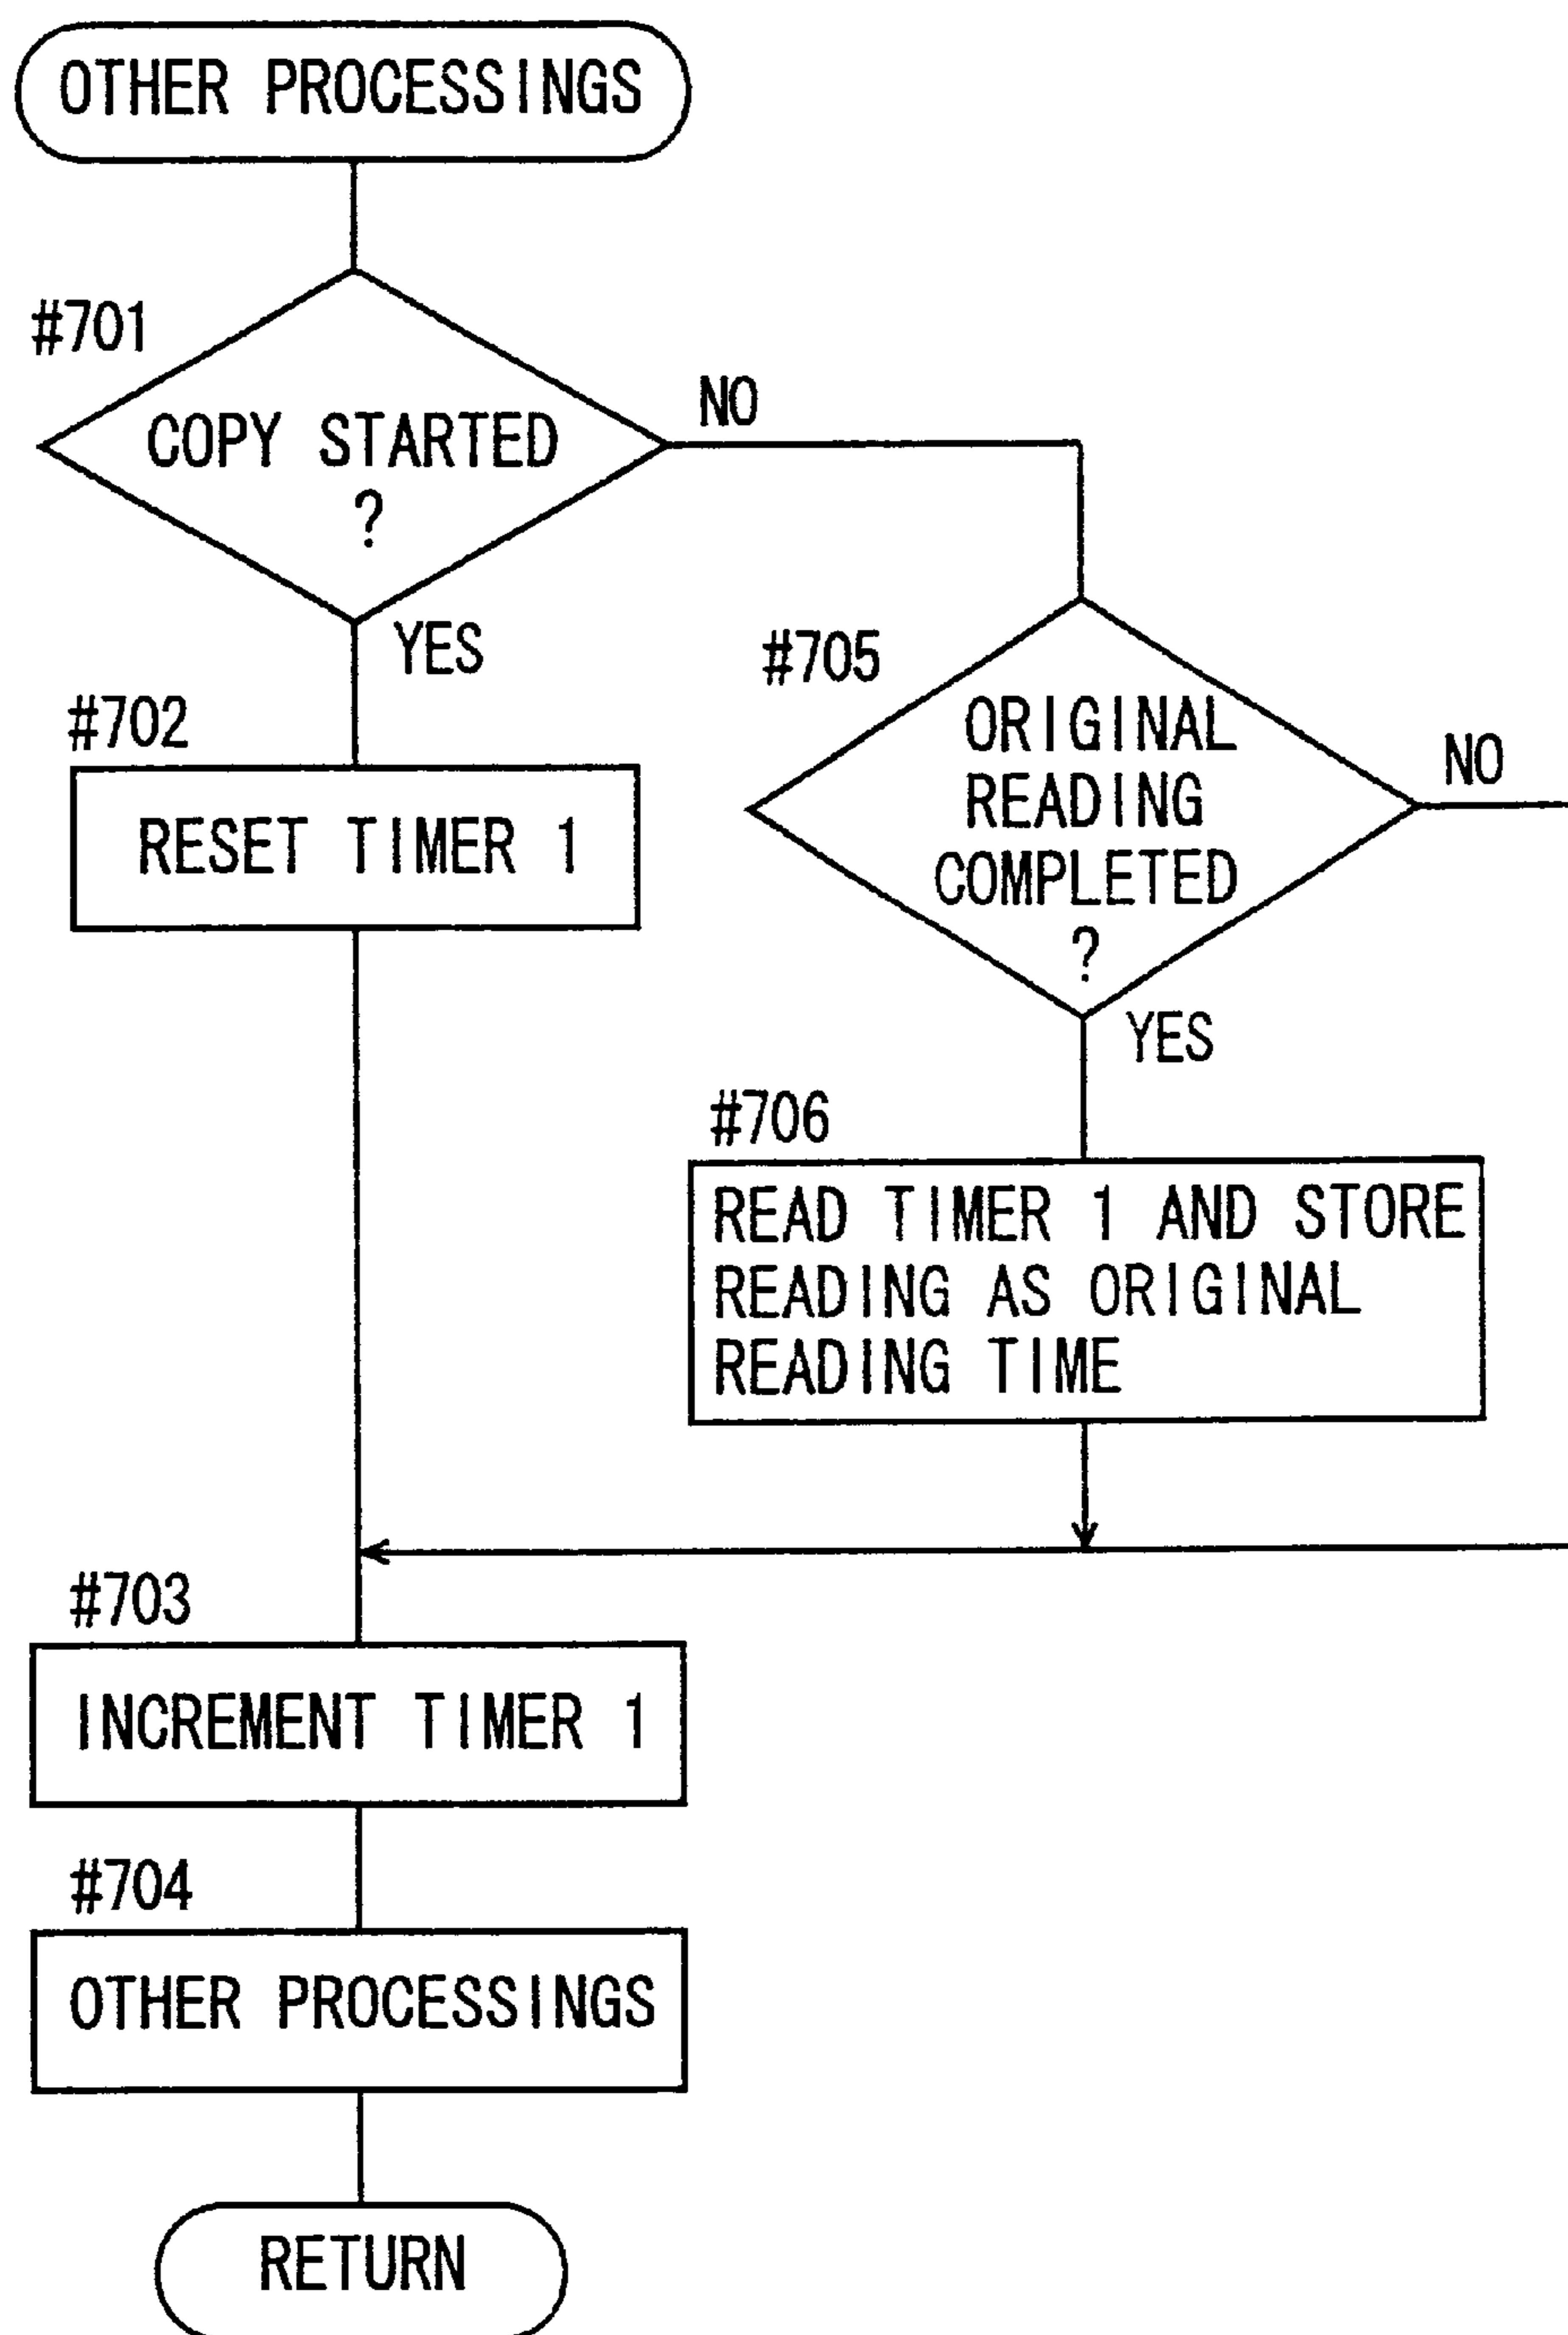 OTHER PROCESSINGS
#701
COPY STARTED
?
NO
YES
#702
RESET TIMER 1
#705
ORIGINAL
READING
COMPLETED
?
NO
YES
#706
READ TIMER 1 AND STORE
READING AS ORIGINAL
READING TIME
#703
INCREMENT TIMER 1
#704
OTHER PROCESSINGS
RETURN